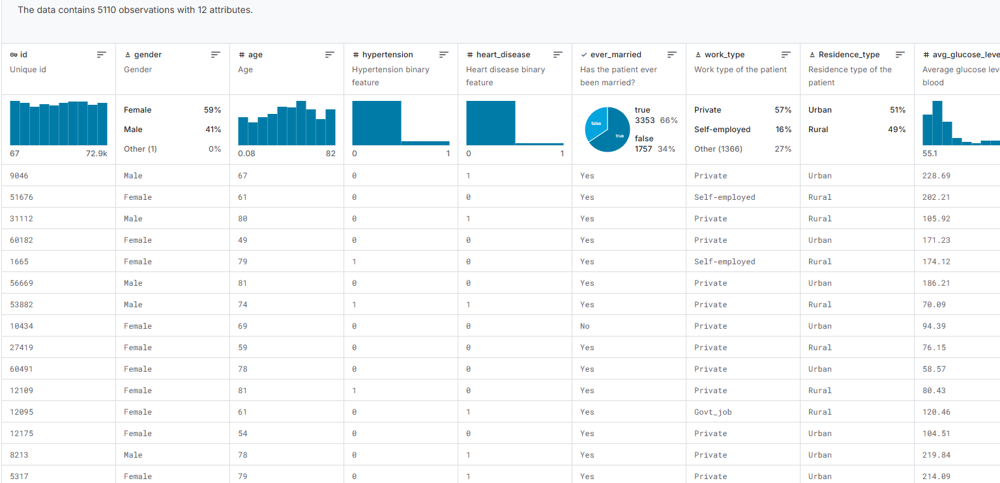 The data contains 5110 observations with 12 attributes.
id gender age hypertension heart_disease ever_married work_type Residence_type avg_glucose_leve
Unique id Gender Age Hypertension binary Heart disease binary Has the patient ever Work type of the patient Residence type of the Average glucose lev
feature feature been married? patient blood
Female 59% true Private 57% Urban 51%
3353 66%
Male 41% false true Self-employed 16% Rural 49%
false
67 72.9k Other (1) 0% 0.08 82 0 1 0 1 1757 34% Other (1366) 27% 55.1
9046 Male 67 0 1 Yes Private Urban 228.69
51676 Female 61 0 0 Yes Self-employed Rural 202.21
31112 Male 80 0 1 Yes Private Rural 105.92
60182 Female 49 0 0 Yes Private Urban 171.23
1665 Female 79 1 0 Yes Self-employed Rural 174.12
56669 Male 81 0 0 Yes Private Urban 186.21
53882 Male 74 1 1 Yes Private Rural 70.09
10434 Female 69 0 0 No Private Urban 94.39
27419 Female 59 0 0 Yes Private Rural 76.15
60491 Female 78 0 0 Yes Private Urban 58.57
12109 Female 81 1 0 Yes Private Rural 80.43
12095 Female 61 0 1 Yes Govt_job Rural 120.46
12175 Female 54 0 0 Yes Private Urban 104.51
8213 Male 78 0 1 Yes Private Urban 219.84
5317 Female 79 0 1 Yes Private Urban 214.09